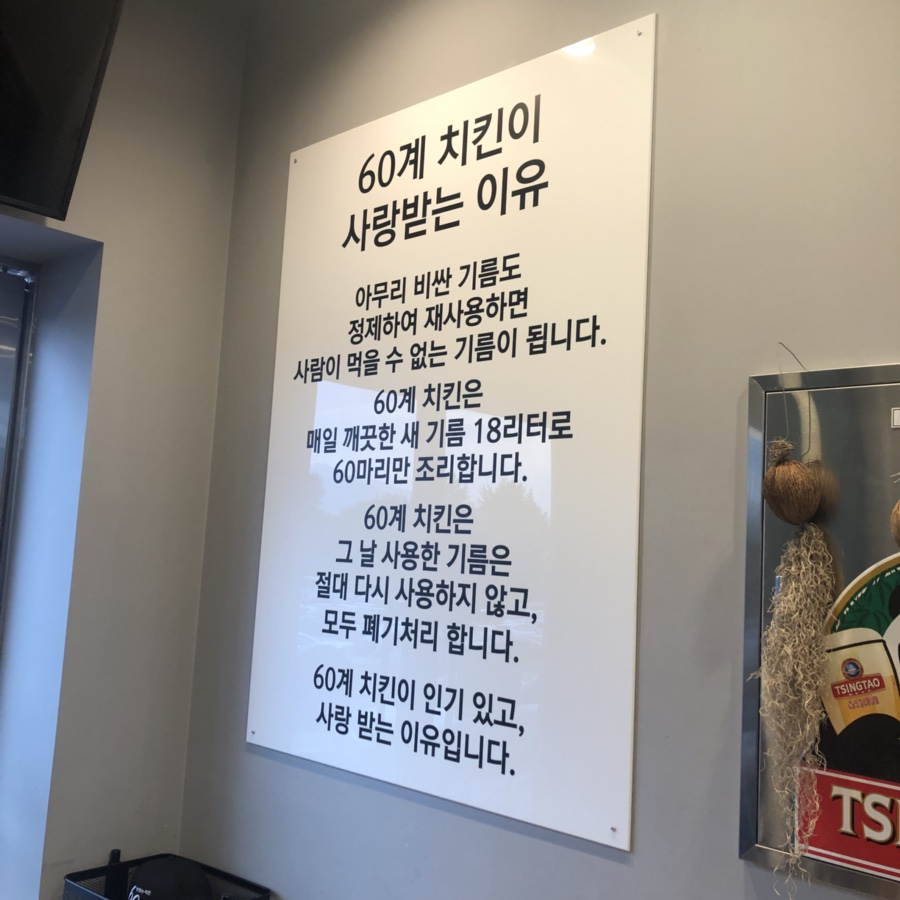 60계 치킨이
사랑받는 이유
아무리 비싼 기름도
정제하여 재사용하면
사람이 먹을 수 없는 기름이 됩니다.
60계 치킨은
매일 깨끗한 새 기름 18리터로
60마리만 조리합니다.
60계 치킨은
그 날 사용한 기름은
절대 다시 사용하지 않고,
모두 폐기처리 합니다.
60계 치킨이 인기 있고,
사랑 받는 이유입니다.
TSINGTAO
TSI